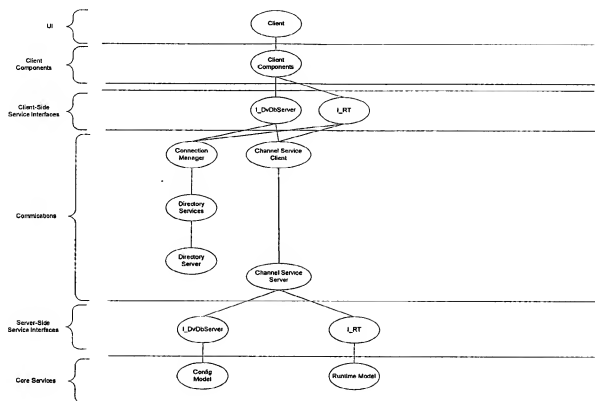 UI
Client
Client
Components
Client
Components
Client-Side
Service Interfaces
I_DvDbServer
I_RT
Connection
Manager
Channel Service
Client
Commications
Directory
Services
Directory
Server
Channel Service
Server
Server-Side
Service Interfaces
I_DvDbServer
I_RT
Core Services
Config
Model
Runtime Model